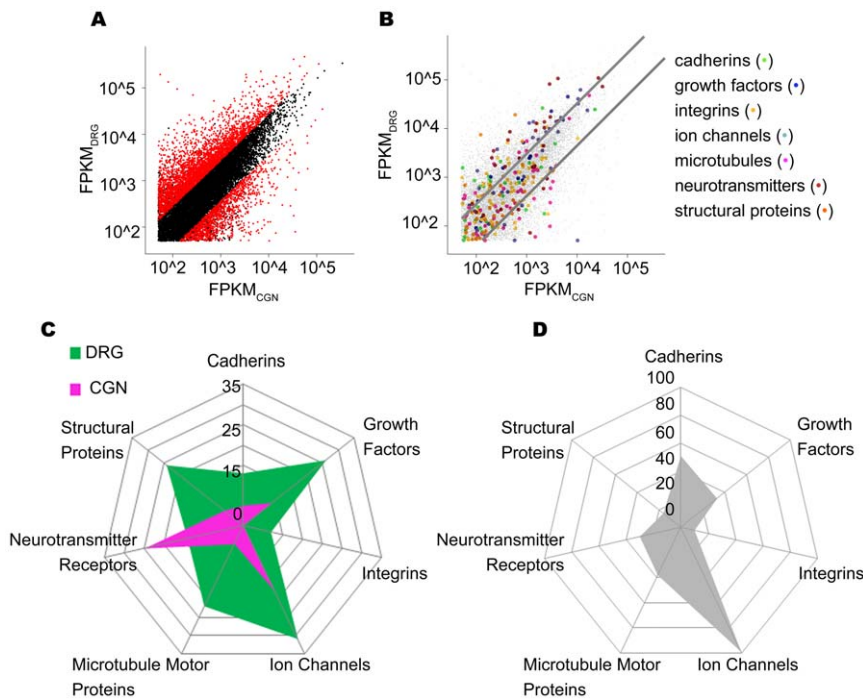 A
FPKM_DRG
10^5
10^4
10^3
10^2
10^2 10^3 10^4 10^5
FPKM_CGN
B
FPKM_DRG
10^5
10^4
10^3
10^2
10^2 10^3 10^4 10^5
FPKM_CGN
cadherins (•)
growth factors (•)
integrins (•)
ion channels (•)
microtubules (•)
neurotransmitters (•)
structural proteins (•)
C
DRG
CGN
Cadherins
35
25
15
0
Growth
Factors
Integrins
Ion Channels
Microtubule Motor
Proteins
Neurotransmitter
Receptors
Structural
Proteins
D
Cadherins
100
80
60
40
20
0
Growth
Factors
Integrins
Ion Channels
Microtubule Motor
Proteins
Neurotransmitter
Receptors
Structural
Proteins